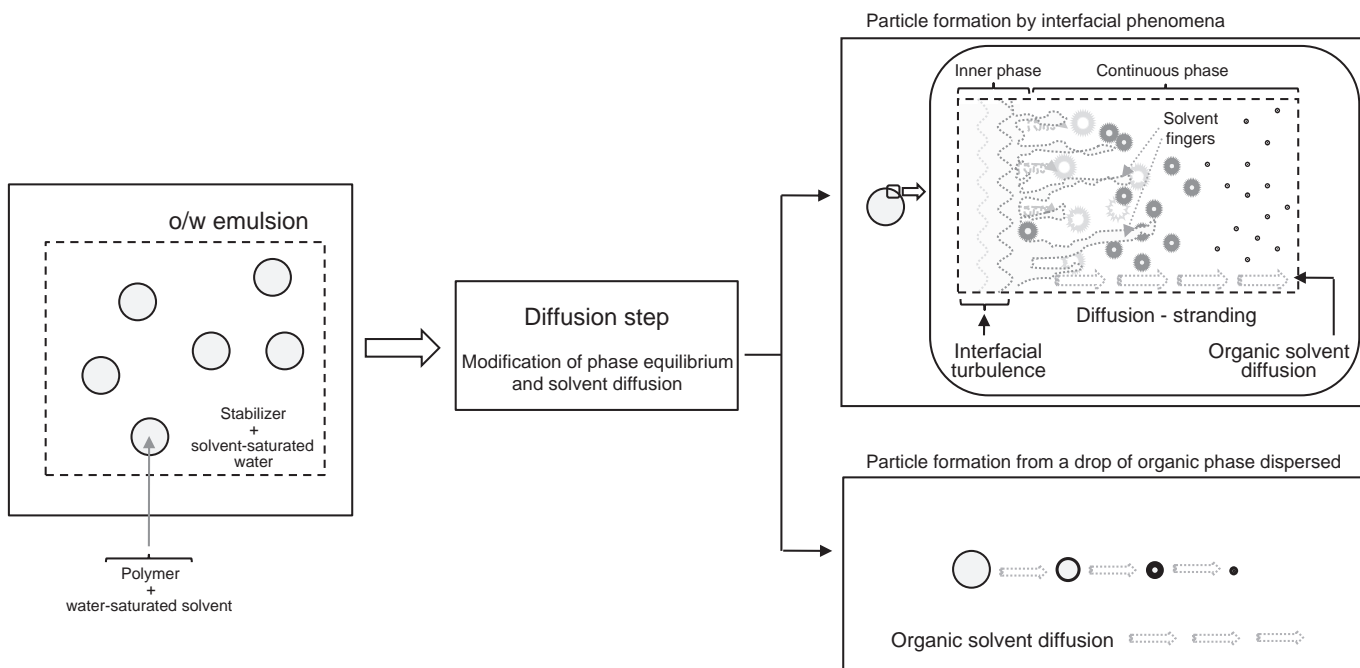 Particle formation by interfacial phenomena
Inner phase
Continuous phase
Solvent
fingers
Diffusion - stranding
Interfacial
turbulence
Organic solvent
diffusion
o/w emulsion
Stabilizer
+
solvent-saturated
water
Polymer
+
water-saturated solvent
Diffusion step
Modification of phase equilibrium
and solvent diffusion
Particle formation from a drop of organic phase dispersed
Organic solvent diffusion